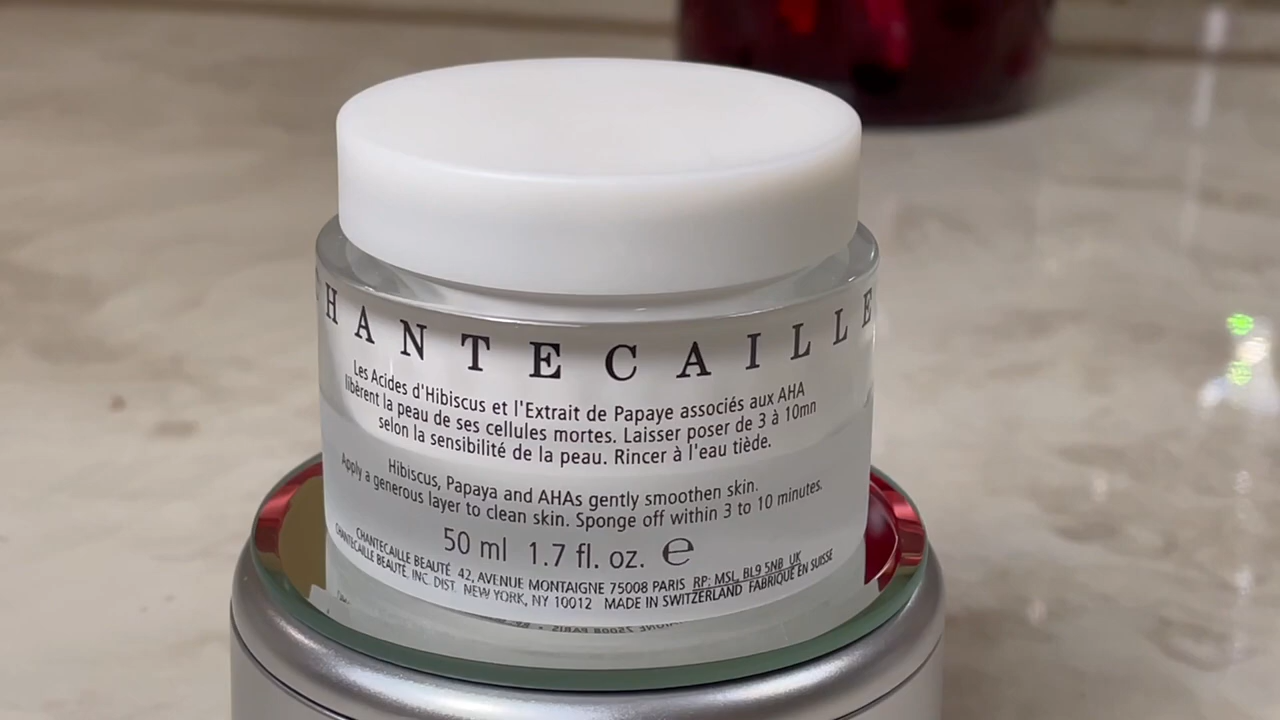 CHANTECAILLE
Les Acides d'Hibiscus et l'Extrait de Papaye associés aux AHA
libèrent la peau de ses cellules mortes. Laisser poser de 3 à 10mn
selon la sensibilité de la peau. Rincer à l'eau tiède.
Hibiscus, Papaya and AHAs gently smoothen skin.
Apply a generous layer to clean skin. Sponge off within 3 to 10 minutes.
50 ml 1.7 fl. oz. ℮
CHANTECAILLE BEAUTÉ 42, AVENUE MONTAIGNE 75008 PARIS RP: MSL, BL9 5NB UK
CHANTECAILLE BEAUTÉ, INC. DIST. NEW YORK, NY 10012 MADE IN SWITZERLAND FABRIQUÉ EN SUISSE